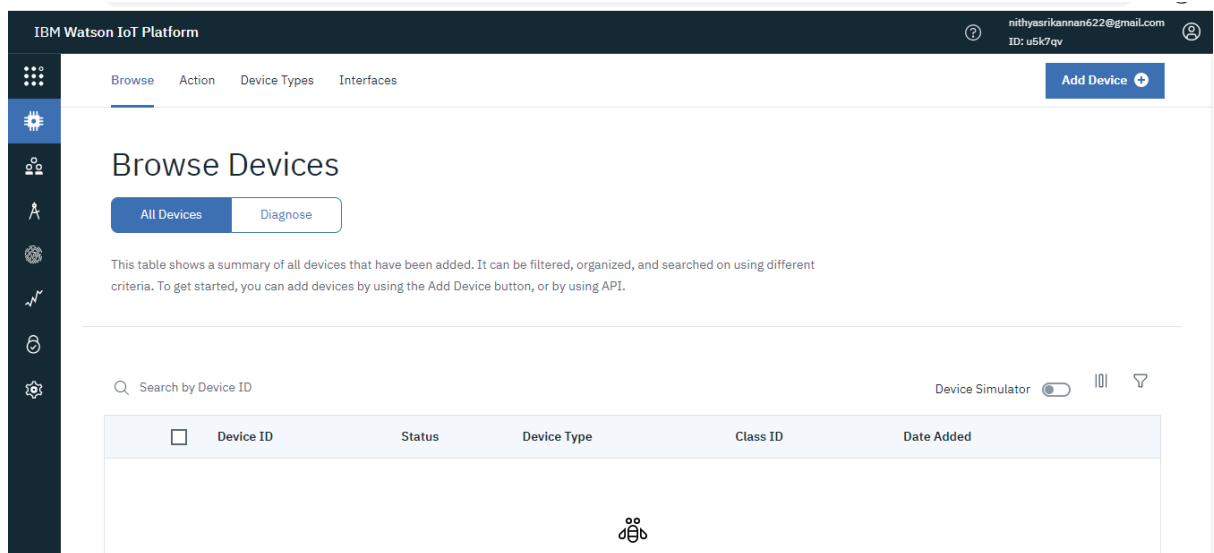 IBM Watson IoT Platform
nithyasrikannan622@gmail.com
ID: u5k7qv
Browse Action Device Types Interfaces
Add Device
Browse Devices
All Devices Diagnose
This table shows a summary of all devices that have been added. It can be filtered, organized, and searched on using different
criteria. To get started, you can add devices by using the Add Device button, or by using API.
Search by Device ID
Device Simulator
Device ID Status Device Type Class ID Date Added